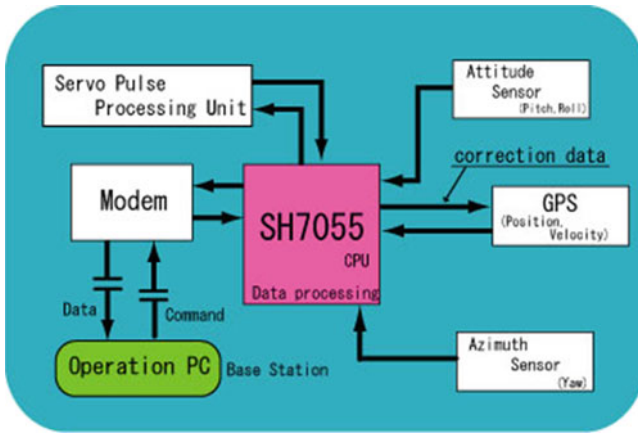 Servo Pulse
Processing Unit
Attitude
Sensor
(Pitch, Roll)
correction data
Modem
SH7055
CPU
Data processing
GPS
(Position,
Velocity)
Data
Command
Operation PC
Base Station
Azimuth
Sensor
(Yaw)